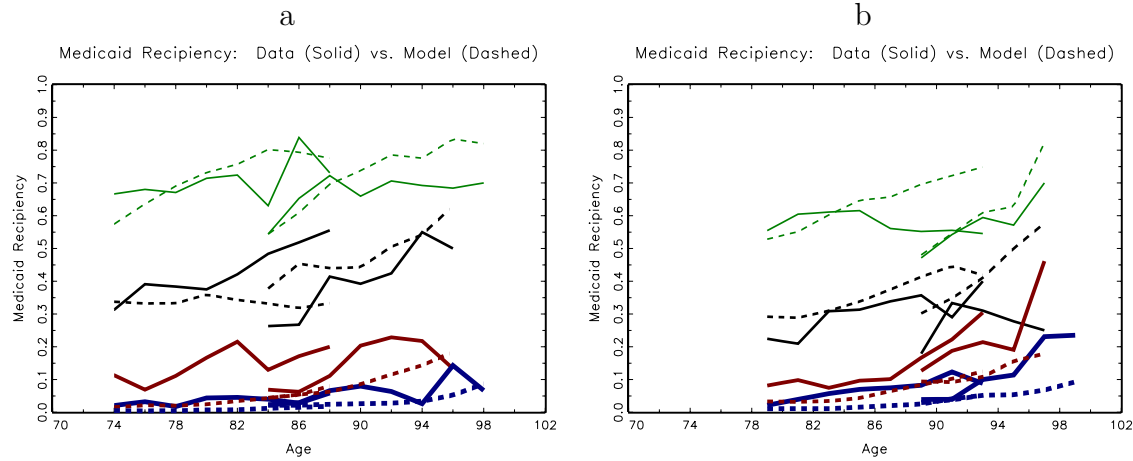 a
Medicaid Recipiency: Data (Solid) vs. Model (Dashed)
Medicaid Recipiency
1.0
0.9
0.8
0.7
0.6
0.5
0.4
0.3
0.2
0.1
0.0
70 74 78 82 86 90 94 98 102
Age
b
Medicaid Recipiency: Data (Solid) vs. Model (Dashed)
Medicaid Recipiency
1.0
0.9
0.8
0.7
0.6
0.5
0.4
0.3
0.2
0.1
0.0
70 74 78 82 86 90 94 98 102
Age